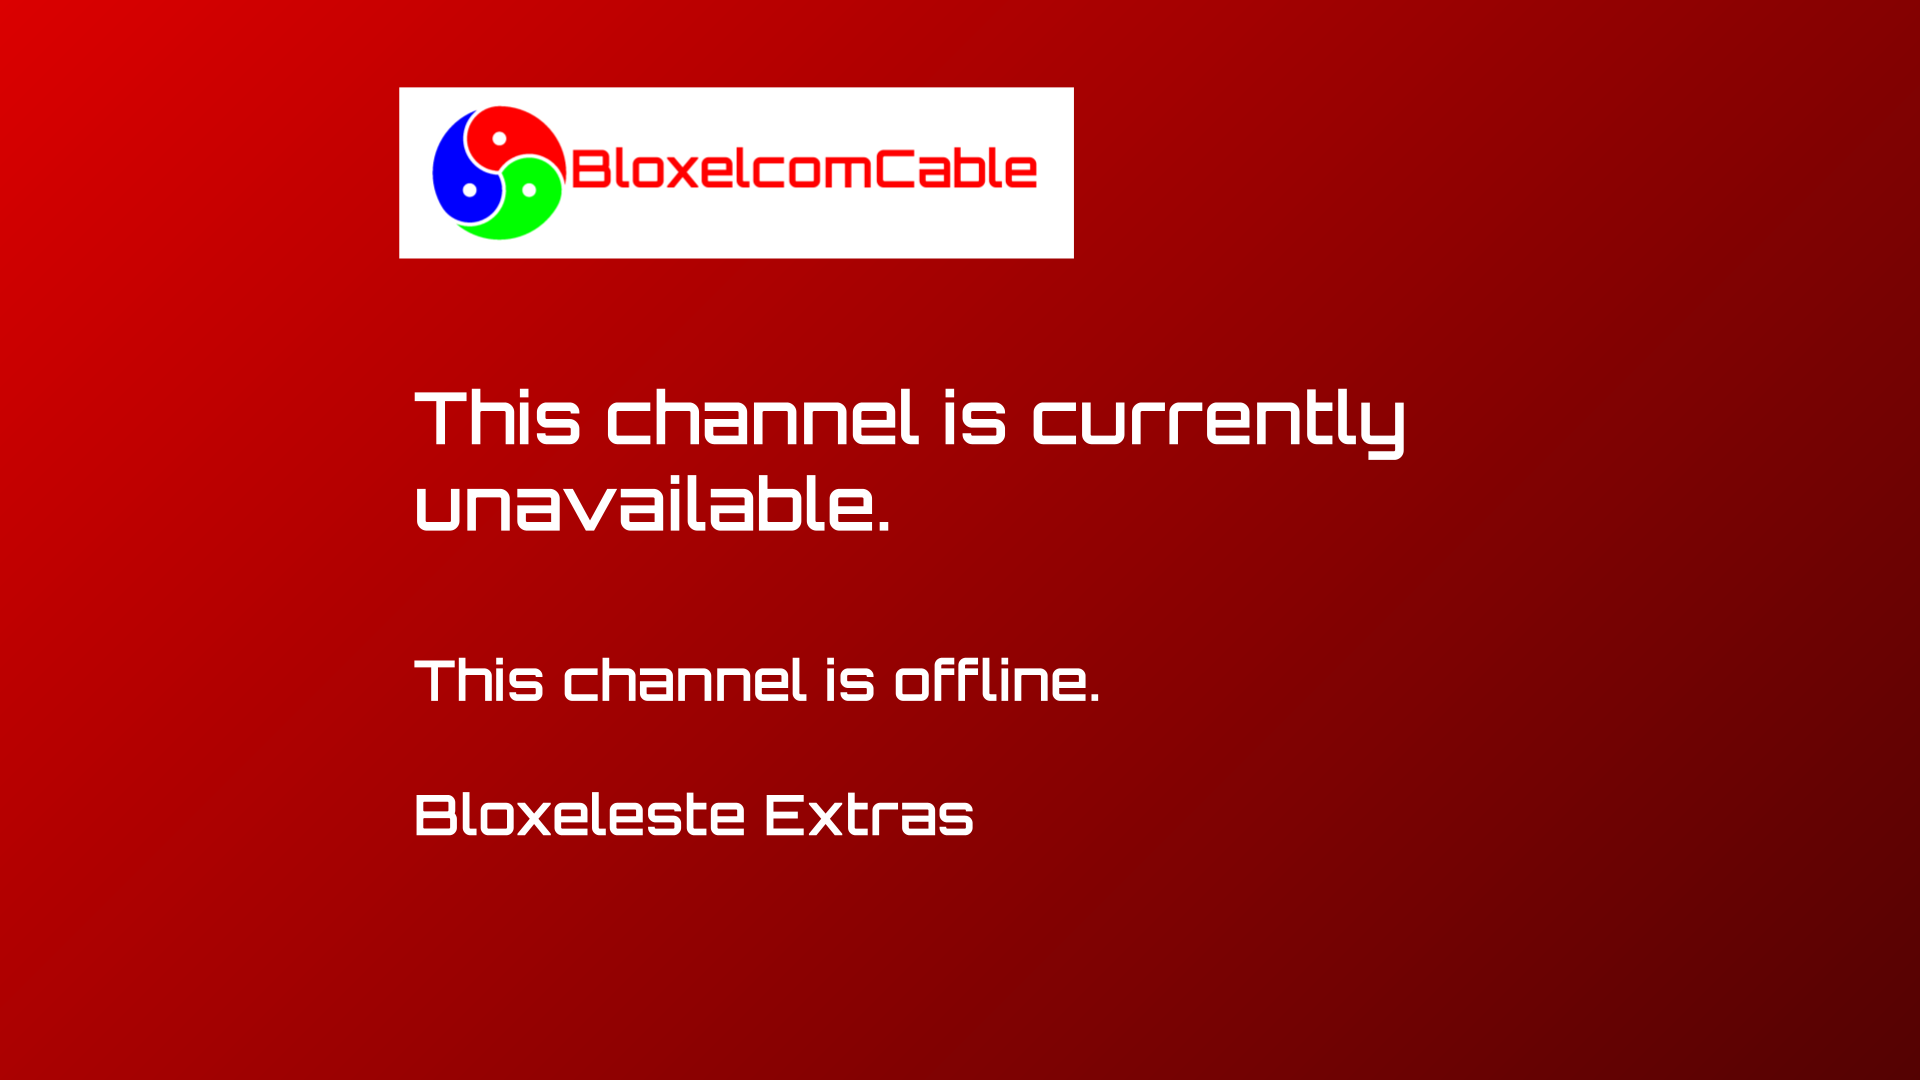 BloxelcomCable
This channel is currently
unavailable.
This channel is offline.
Bloxeleste Extras